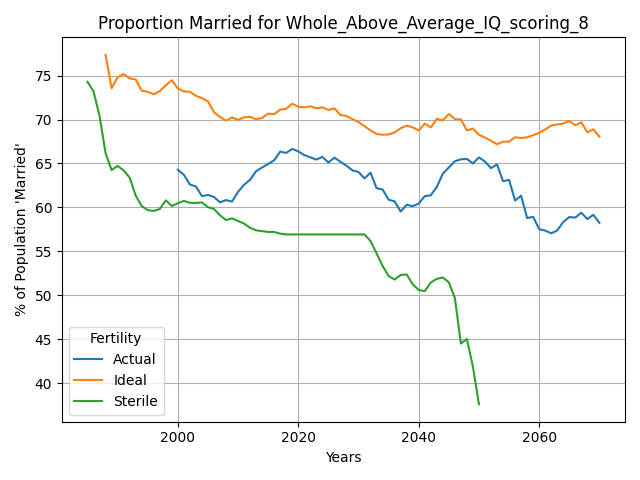 Proportion Married for Whole_Above_Average_IQ_scoring_8
% of Population 'Married'
75
70
65
60
55
50
45
40
Fertility
Actual
Ideal
Sterile
2000 2020 2040 2060
Years